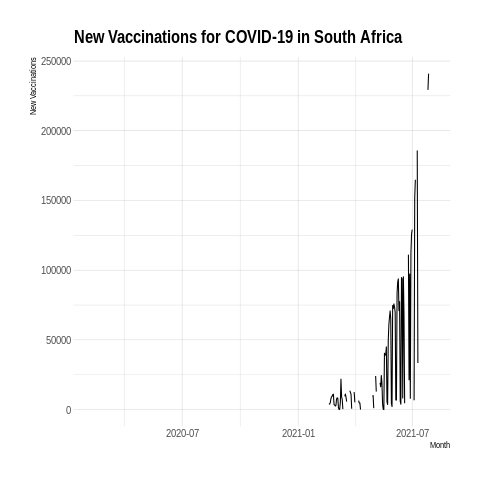 New Vaccinations for COVID-19 in South Africa
New Vaccinations
250000
200000
150000
100000
50000
0
2020-07 2021-01 2021-07
Month